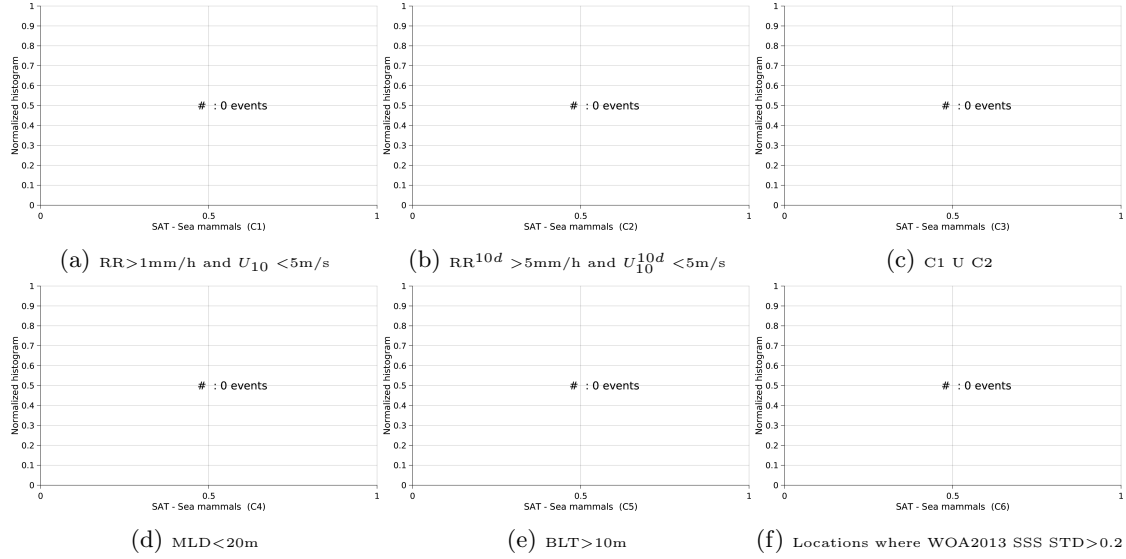 1
0.9
0.8
0.7
0.6
0.5
0.4
0.3
0.2
0.1
0
Normalized histogram
# : 0 events
0 0.5 1
SAT - Sea mammals (C1)
(a) RR>1mm/h and U10 <5m/s
1
0.9
0.8
0.7
0.6
0.5
0.4
0.3
0.2
0.1
0
Normalized histogram
# : 0 events
0 0.5 1
SAT - Sea mammals (C2)
(b) RR10d >5mm/h and U10d10 <5m/s
1
0.9
0.8
0.7
0.6
0.5
0.4
0.3
0.2
0.1
0
Normalized histogram
# : 0 events
0 0.5 1
SAT - Sea mammals (C3)
(c) C1 U C2
1
0.9
0.8
0.7
0.6
0.5
0.4
0.3
0.2
0.1
0
Normalized histogram
# : 0 events
0 0.5 1
SAT - Sea mammals (C4)
(d) MLD<20m
1
0.9
0.8
0.7
0.6
0.5
0.4
0.3
0.2
0.1
0
Normalized histogram
# : 0 events
0 0.5 1
SAT - Sea mammals (C5)
(e) BLT>10m
1
0.9
0.8
0.7
0.6
0.5
0.4
0.3
0.2
0.1
0
Normalized histogram
# : 0 events
0 0.5 1
SAT - Sea mammals (C6)
(f) Locations where WOA2013 SSS STD>0.2